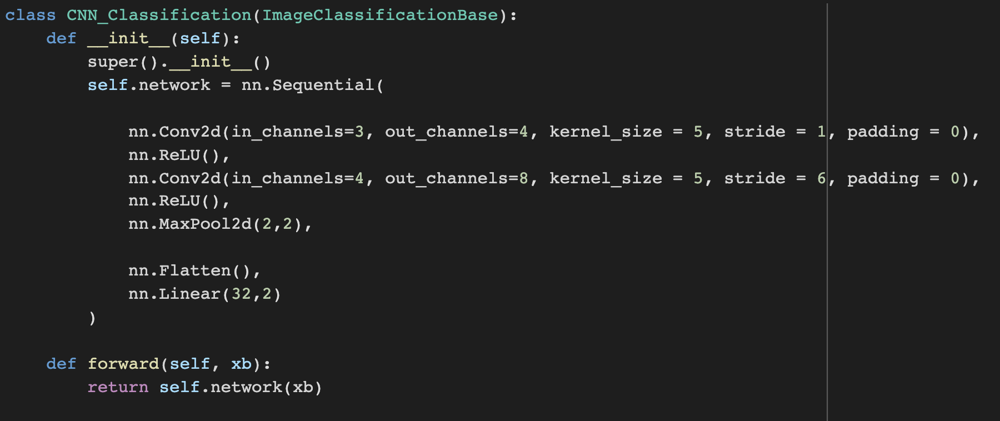 class CNN_Classification(ImageClassificationBase):
    def __init__(self):
        super().__init__()
        self.network = nn.Sequential(

            nn.Conv2d(in_channels=3, out_channels=4, kernel_size = 5, stride = 1, padding = 0),
            nn.ReLU(),
            nn.Conv2d(in_channels=4, out_channels=8, kernel_size = 5, stride = 6, padding = 0),
            nn.ReLU(),
            nn.MaxPool2d(2,2),

            nn.Flatten(),
            nn.Linear(32,2)
        )

    def forward(self, xb):
        return self.network(xb)